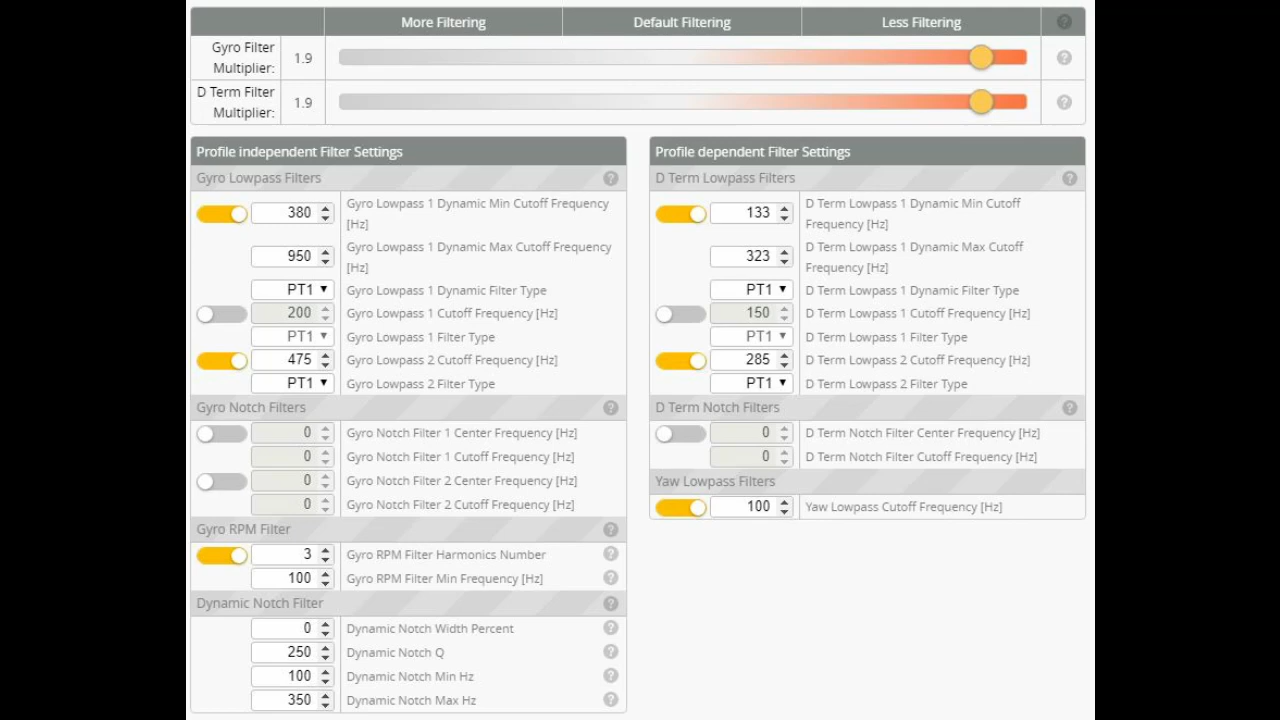 More Filtering Default Filtering Less Filtering ?
Gyro Filter
Multiplier: 1.9 ?
D Term Filter
Multiplier: 1.9 ?
Profile independent Filter Settings
Gyro Lowpass Filters ?
380 Gyro Lowpass 1 Dynamic Min Cutoff Frequency
[Hz]
950 Gyro Lowpass 1 Dynamic Max Cutoff Frequency
[Hz]
PT1 Gyro Lowpass 1 Dynamic Filter Type
200 Gyro Lowpass 1 Cutoff Frequency [Hz]
PT1 Gyro Lowpass 1 Filter Type
475 Gyro Lowpass 2 Cutoff Frequency [Hz]
PT1 Gyro Lowpass 2 Filter Type
Gyro Notch Filters ?
0 Gyro Notch Filter 1 Center Frequency [Hz]
0 Gyro Notch Filter 1 Cutoff Frequency [Hz]
0 Gyro Notch Filter 2 Center Frequency [Hz]
0 Gyro Notch Filter 2 Cutoff Frequency [Hz]
Gyro RPM Filter ?
3 Gyro RPM Filter Harmonics Number ?
100 Gyro RPM Filter Min Frequency [Hz] ?
Dynamic Notch Filter ?
0 Dynamic Notch Width Percent ?
250 Dynamic Notch Q ?
100 Dynamic Notch Min Hz ?
350 Dynamic Notch Max Hz ?
Profile dependent Filter Settings
D Term Lowpass Filters ?
133 D Term Lowpass 1 Dynamic Min Cutoff
Frequency [Hz]
323 D Term Lowpass 1 Dynamic Max Cutoff
Frequency [Hz]
PT1 D Term Lowpass 1 Dynamic Filter Type
150 D Term Lowpass 1 Cutoff Frequency [Hz]
PT1 D Term Lowpass 1 Filter Type
285 D Term Lowpass 2 Cutoff Frequency [Hz]
PT1 D Term Lowpass 2 Filter Type
D Term Notch Filters ?
0 D Term Notch Filter Center Frequency [Hz]
0 D Term Notch Filter Cutoff Frequency [Hz]
Yaw Lowpass Filters
100 Yaw Lowpass Cutoff Frequency [Hz]